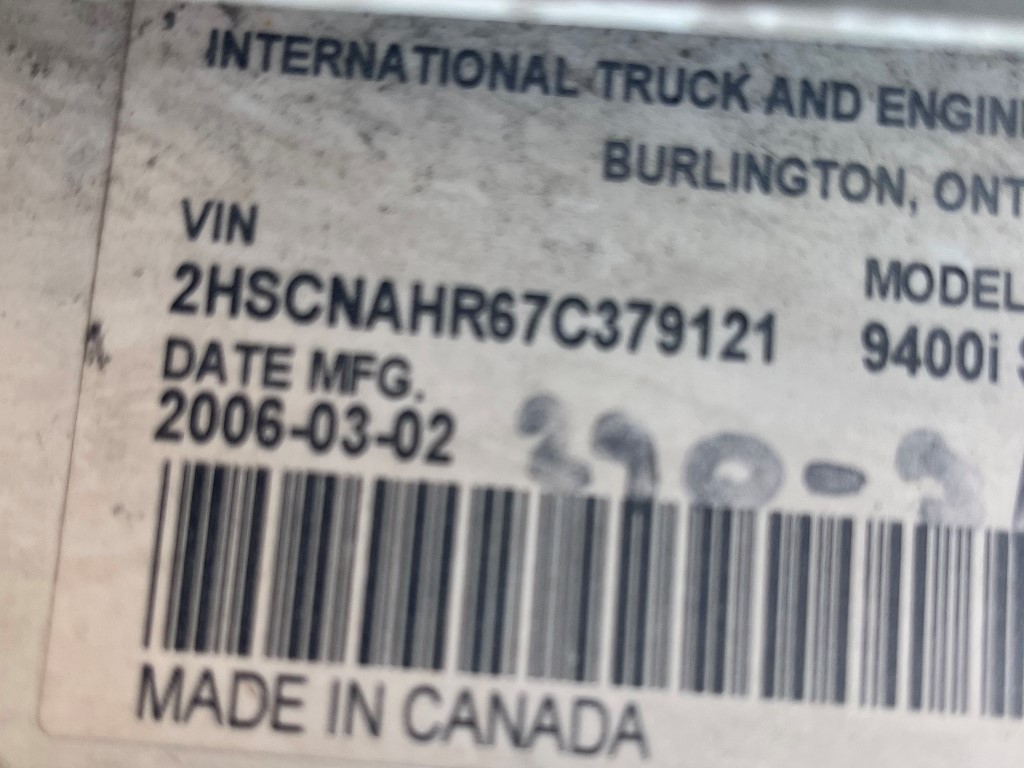 INTERNATIONAL TRUCK AND ENGIN
BURLINGTON, ONT
VIN
2HSCNAHR67C379121
MODEL
9400i
DATE MFG.
2006-03-02
MADE IN CANADA